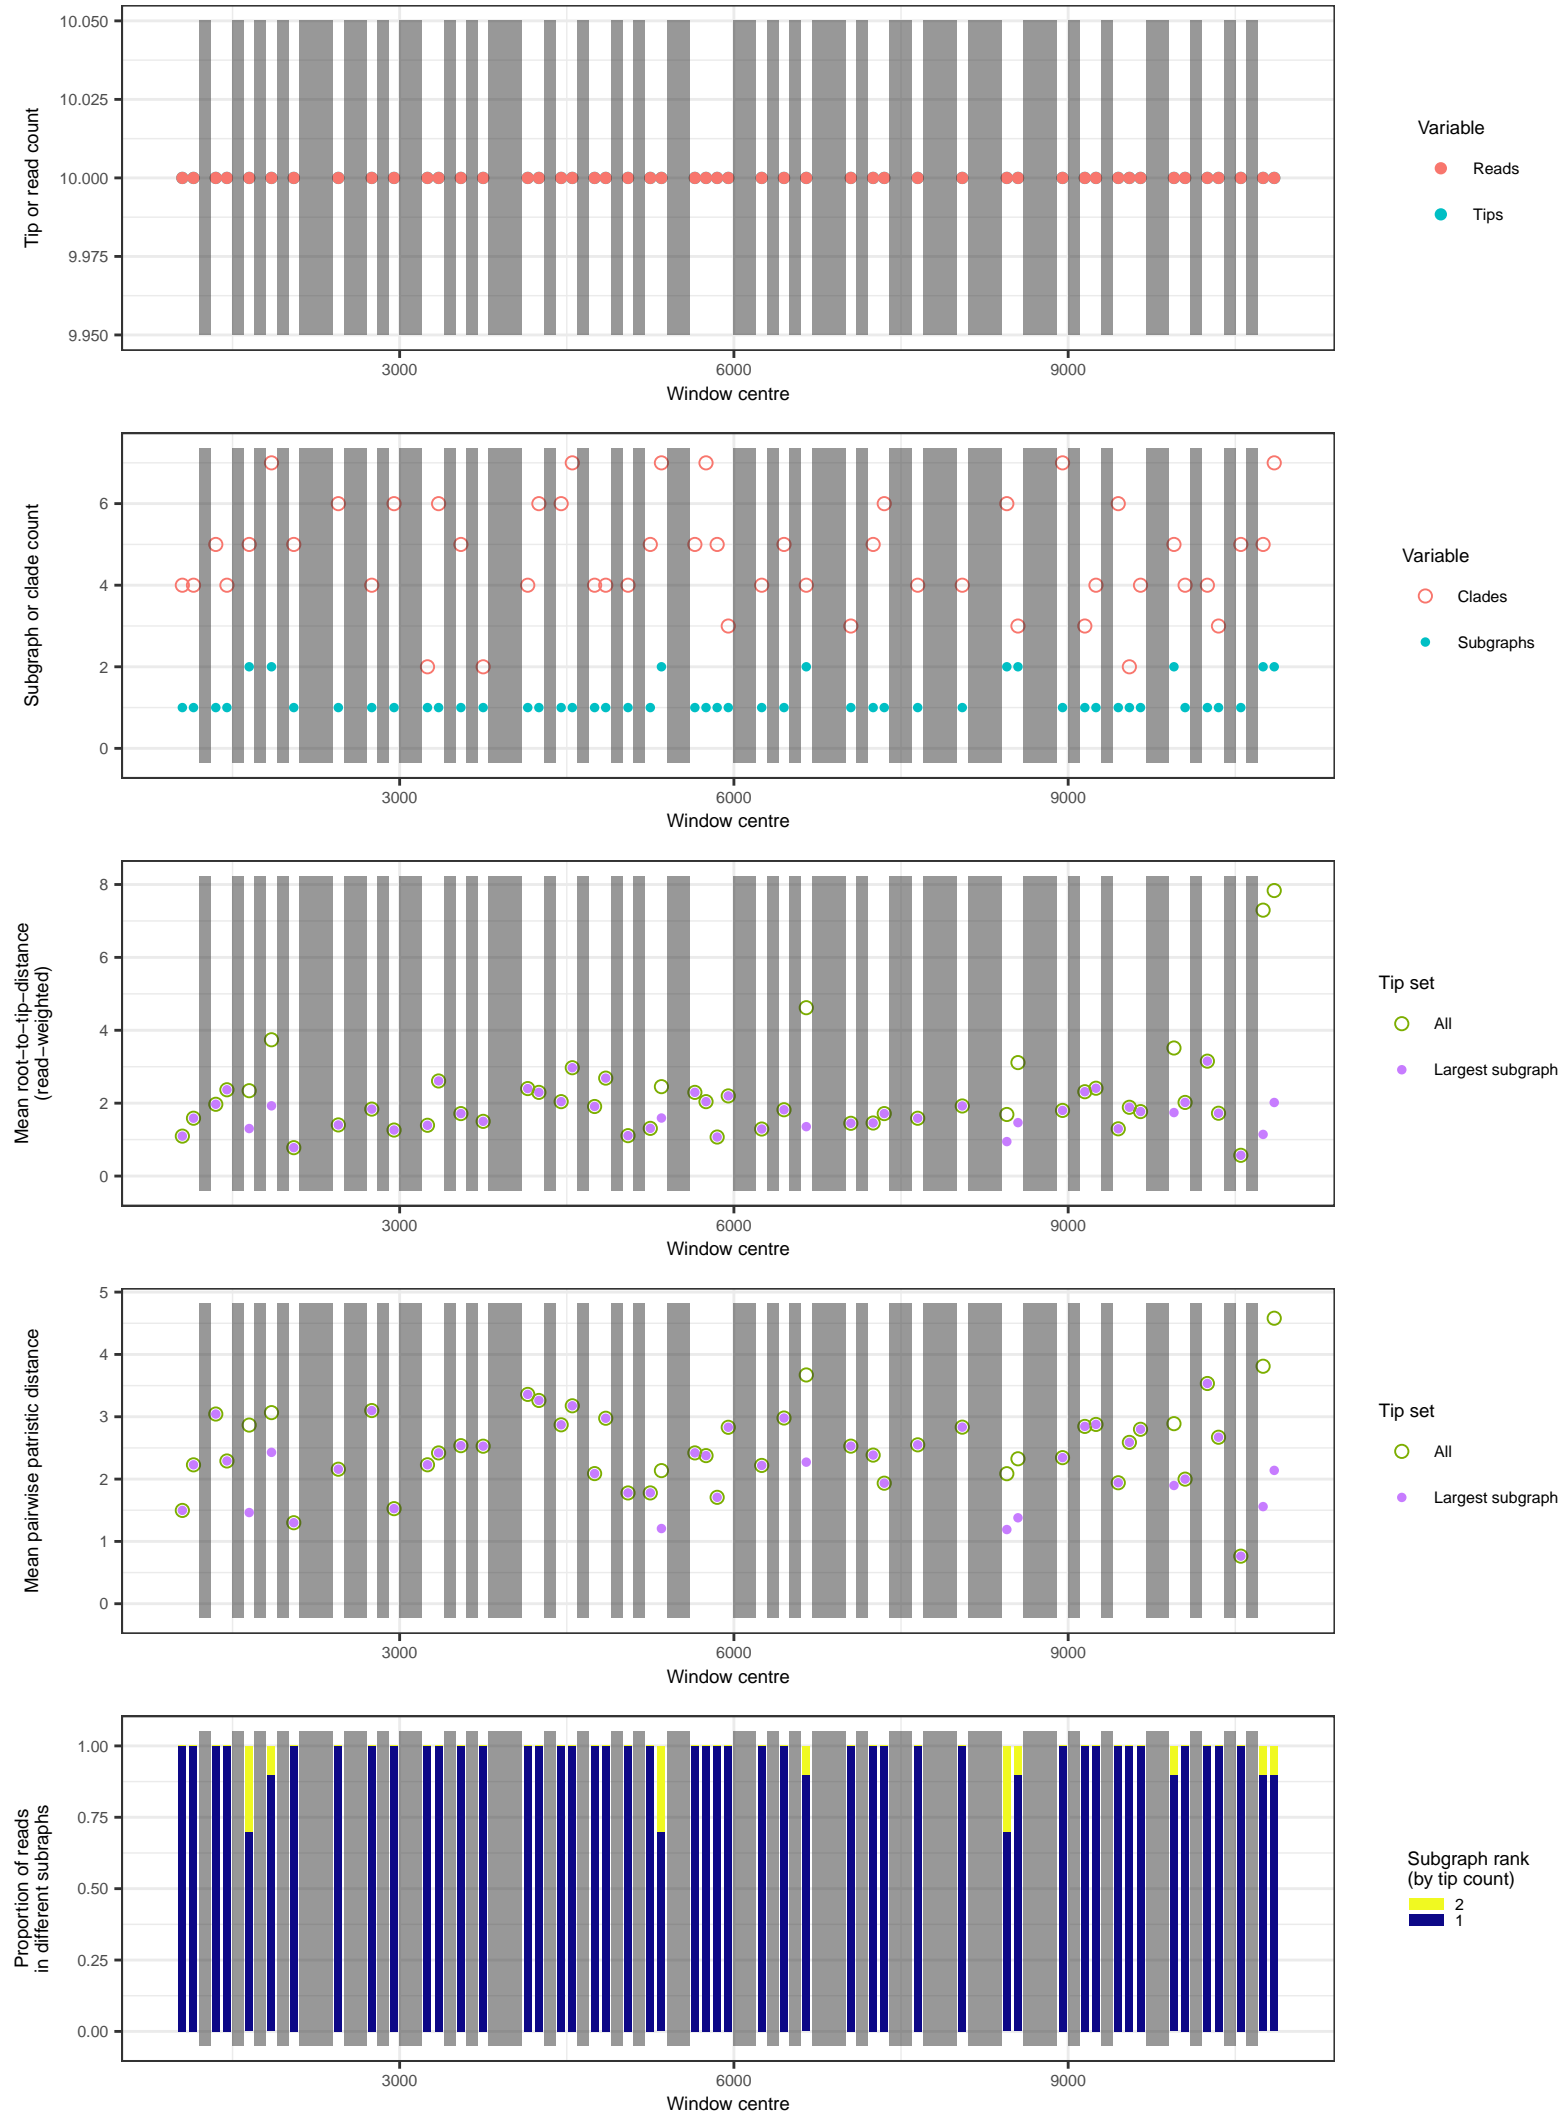 10.050
10.025
10.000
9.975
9.950
Tip or read count
3000 6000 9000
Window centre
Variable
Reads
Tips
6
4
2
0
Subgraph or clade count
3000 6000 9000
Window centre
Variable
Clades
Subgraphs
8
6
4
2
0
Mean root−to−tip−distance
(read−weighted)
3000 6000 9000
Window centre
Tip set
All
Largest subgraph
5
4
3
2
1
0
Mean pairwise patristic distance
3000 6000 9000
Window centre
Tip set
All
Largest subgraph
1.00
0.75
0.50
0.25
0.00
Proportion of reads
in different subraphs
3000 6000 9000
Window centre
Subgraph rank
(by tip count)
2
1